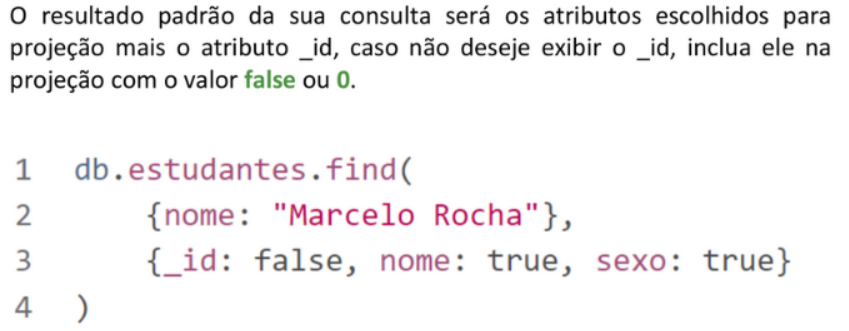 O resultado padrão da sua consulta será os atributos escolhidos para
projeção mais o atributo _id, caso não deseje exibir o _id, inclua ele na
projeção com o valor false ou 0.
1 db.estudantes.find(
2 {nome: "Marcelo Rocha"},
3 {_id: false, nome: true, sexo: true}
4 )